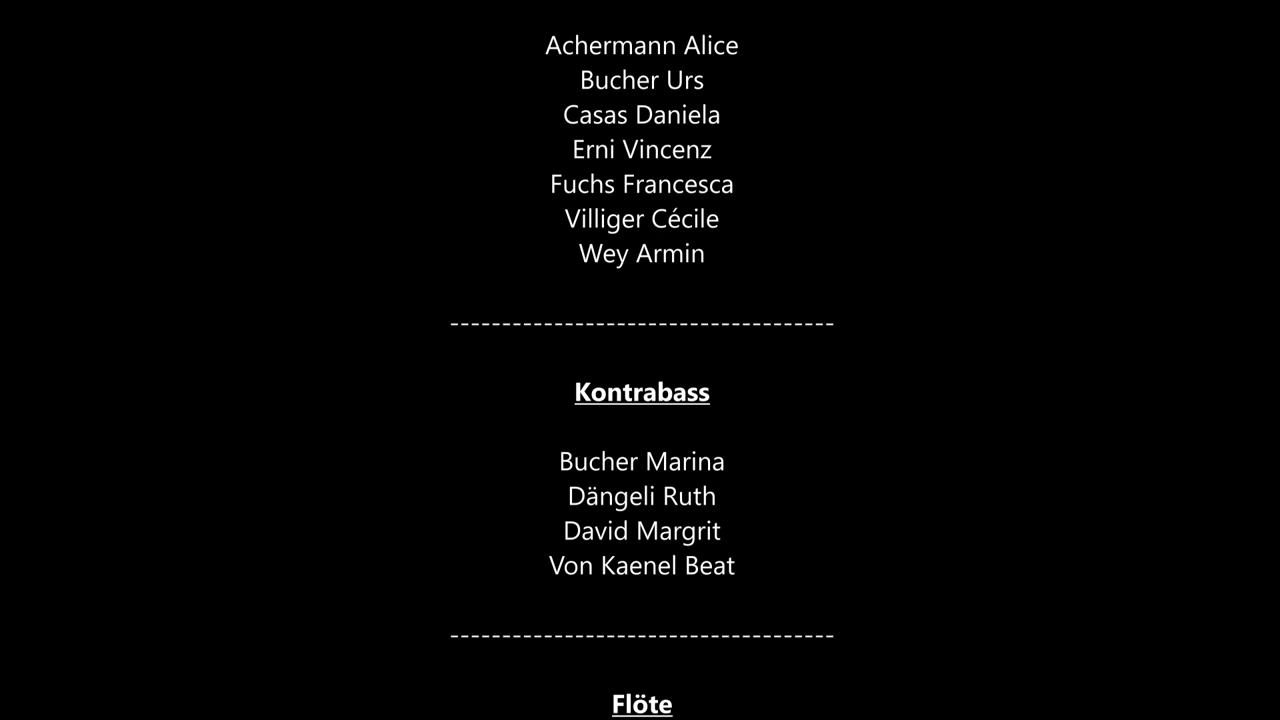 Achermann Alice
Bucher Urs
Casas Daniela
Erni Vincenz
Fuchs Francesca
Villiger Cécile
Wey Armin
-------------------------------------
Kontrabass
Bucher Marina
Dängeli Ruth
David Margrit
Von Kaenel Beat
-------------------------------------
Flöte